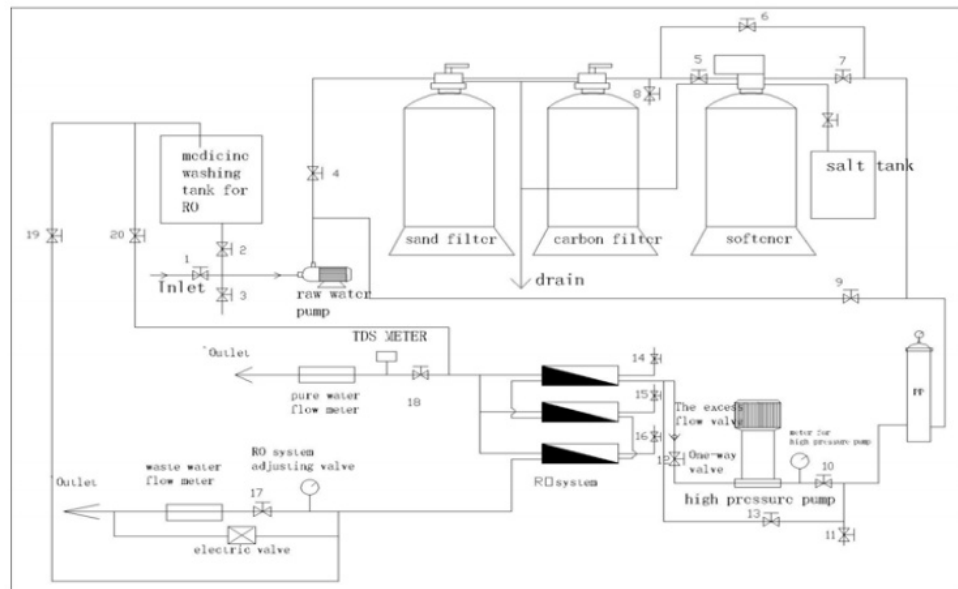 6
5
7
8
medicine
washing
tank for
RO
4
salt tank
19
20
2
sand filter
carbon filter
softener
1
Inlet
3
raw water
pump
drain
9
TDS METER
Outlet
14
pure water
flow meter
18
15
The excess
flow valve
PP
16
meter for
high pressure pump
12
One-way
valve
10
RO system
adjusting valve
waste water
flow meter
Outlet
17
RO system
high pressure pump
13
11
electric valve